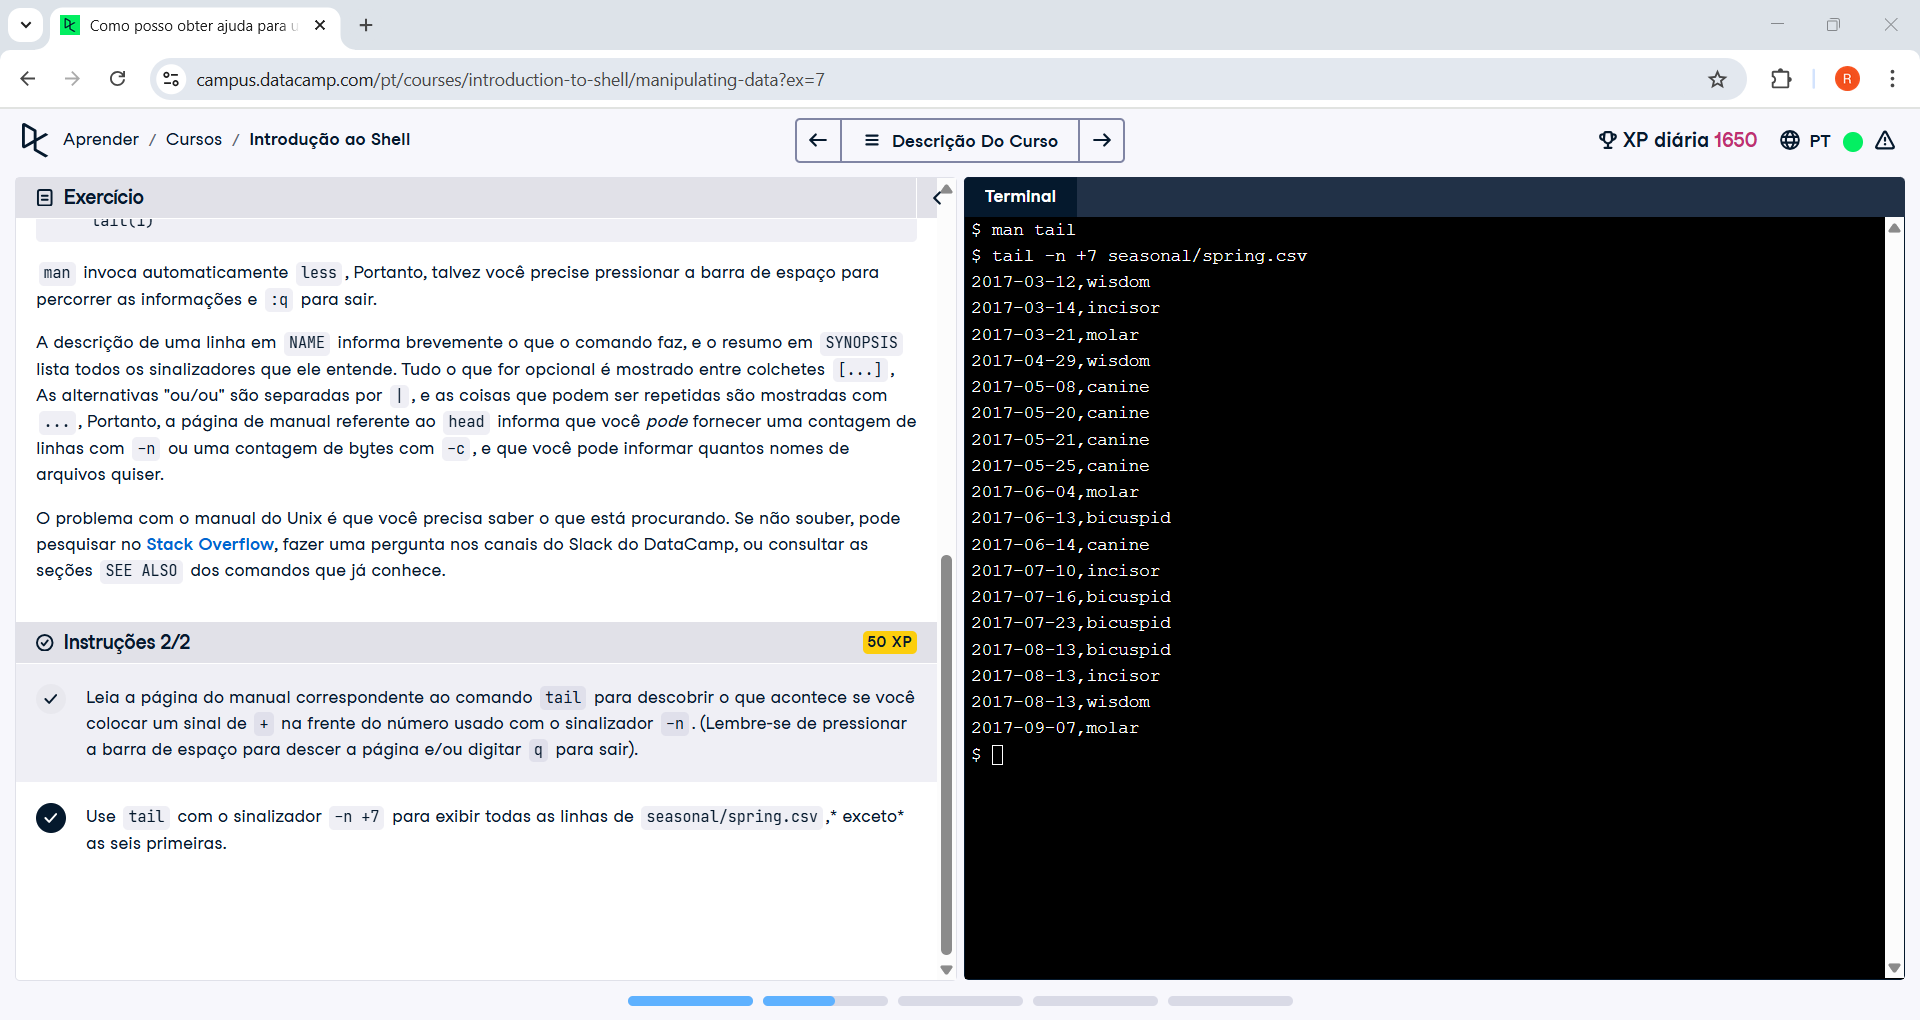 Como posso obter ajuda para u
campus.datacamp.com/pt/courses/introduction-to-shell/manipulating-data?ex=7
R
Aprender / Cursos / Introdução ao Shell
Descrição Do Curso
XP diária 1650
PT
Exercício
tail(1)
man invoca automaticamente less , Portanto, talvez você precise pressionar a barra de espaço para
percorrer as informações e :q para sair.
A descrição de uma linha em NAME informa brevemente o que o comando faz, e o resumo em SYNOPSIS
lista todos os sinalizadores que ele entende. Tudo o que for opcional é mostrado entre colchetes [...] ,
As alternativas "ou/ou" são separadas por | , e as coisas que podem ser repetidas são mostradas com
... , Portanto, a página de manual referente ao head informa que você pode fornecer uma contagem de
linhas com -n ou uma contagem de bytes com -c , e que você pode informar quantos nomes de
arquivos quiser.
O problema com o manual do Unix é que você precisa saber o que está procurando. Se não souber, pode
pesquisar no Stack Overflow, fazer uma pergunta nos canais do Slack do DataCamp, ou consultar as
seções SEE ALSO dos comandos que já conhece.
Instruções 2/2
50 XP
Leia a página do manual correspondente ao comando tail para descobrir o que acontece se você
colocar um sinal de + na frente do número usado com o sinalizador -n . (Lembre-se de pressionar
a barra de espaço para descer a página e/ou digitar q para sair).
Use tail com o sinalizador -n +7 para exibir todas as linhas de seasonal/spring.csv ,* exceto*
as seis primeiras.
Terminal
$ man tail
$ tail -n +7 seasonal/spring.csv
2017-03-12,wisdom
2017-03-14,incisor
2017-03-21,molar
2017-04-29,wisdom
2017-05-08,canine
2017-05-20,canine
2017-05-21,canine
2017-05-25,canine
2017-06-04,molar
2017-06-13,bicuspid
2017-06-14,canine
2017-07-10,incisor
2017-07-16,bicuspid
2017-07-23,bicuspid
2017-08-13,bicuspid
2017-08-13,incisor
2017-08-13,wisdom
2017-09-07,molar
$